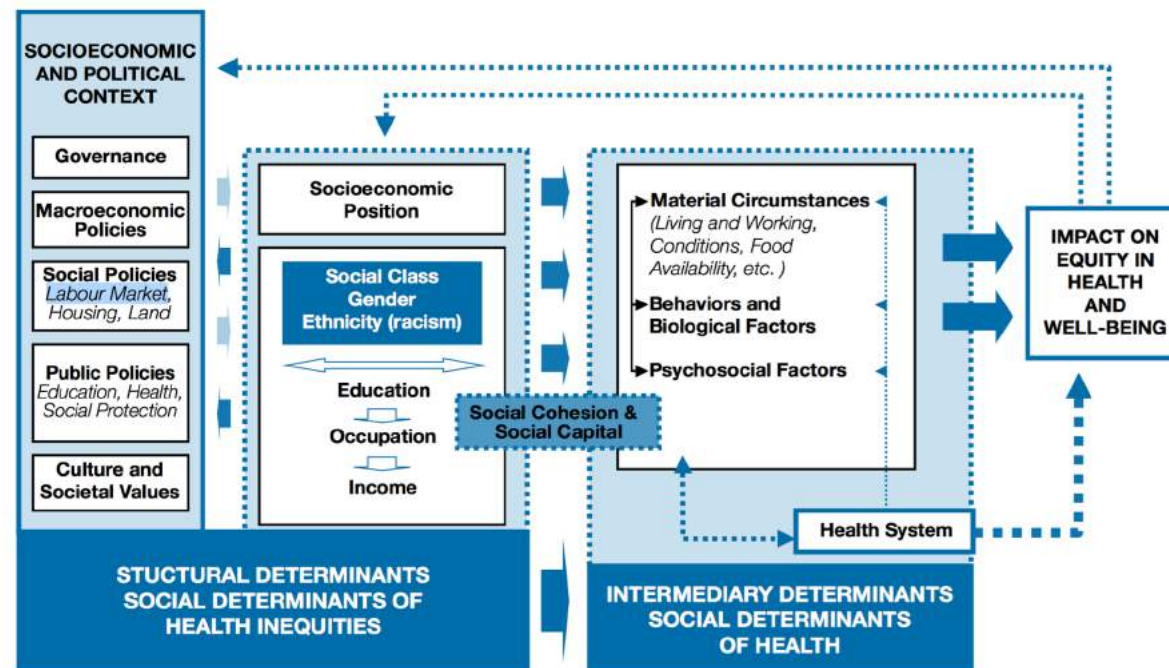 SOCIOECONOMIC
AND POLITICAL
CONTEXT
Governance
Macroeconomic
Policies
Social Policies
Labour Market,
Housing, Land
Public Policies
Education, Health,
Social Protection
Culture and
Societal Values
Socioeconomic
Position
Social Class
Gender
Ethnicity (racism)
Education
Occupation
Income
Social Cohesion &
Social Capital
Material Circumstances
(Living and Working,
Conditions, Food
Availability, etc. )
Behaviors and
Biological Factors
Psychosocial Factors
Health System
IMPACT ON
EQUITY IN
HEALTH
AND
WELL-BEING
STUCTURAL DETERMINANTS
SOCIAL DETERMINANTS OF
HEALTH INEQUITIES
INTERMEDIARY DETERMINANTS
SOCIAL DETERMINANTS
OF HEALTH